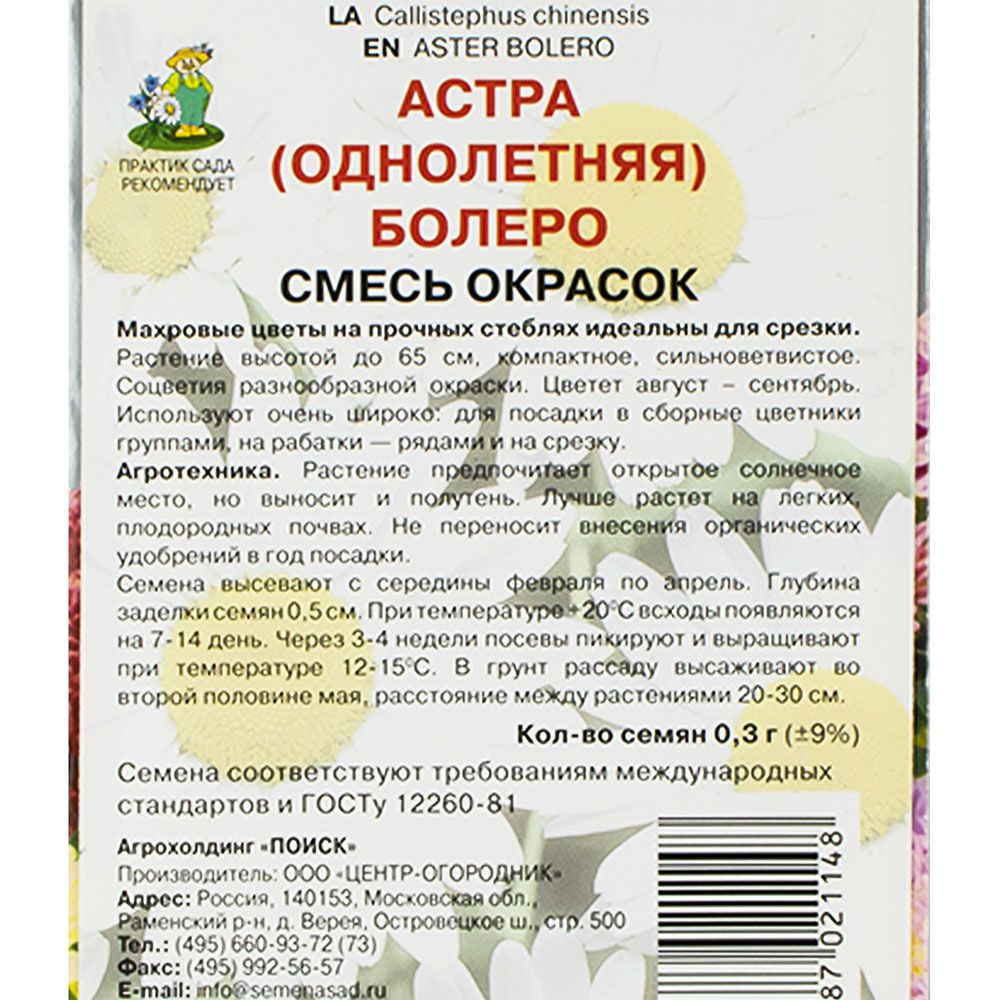 LA Callistephus chinensis
EN ASTER BOLERO
АСТРА
(ОДНОЛЕТНЯЯ)
БОЛЕРО
СМЕСЬ ОКРАСОК
ПРАКТИК САДА
РЕКОМЕНДУЕТ
Махровые цветы на прочных стеблях идеальны для срезки.
Растение высотой до 65 см, компактное, сильноветвистое.
Соцветия разнообразной окраски. Цветет август – сентябрь.
Используют очень широко: для посадки в сборные цветники
группами, на рабатки — рядами и на срезку.
Агротехника. Растение предпочитает открытое солнечное
место, но выносит и полутень. Лучше растет на легких,
плодородных почвах. Не переносит внесения органических
удобрений в год посадки.
Семена высевают с середины февраля по апрель. Глубина
заделки семян 0,5 см. При температуре +20°С всходы появляются
на 7-14 день. Через 3-4 недели посевы пикируют и выращивают
при температуре 12-15°С. В грунт рассаду высаживают во
второй половине мая, расстояние между растениями 20-30 см.
Кол-во семян 0,3 г (±9%)
Семена соответствуют требованиям международных
стандартов и ГОСТу 12260-81
Агрохолдинг "ПОИСК"
Производитель: ООО «ЦЕНТР-ОГОРОДНИК»
Адрес: Россия, 140153, Московская обл.,
Раменский р-н, д. Верея, Островецкое ш., стр. 500
Тел.: (495) 660-93-72 (73)
Факс: (495) 992-56-57
E-mail: info@semenasad.ru
87 021148